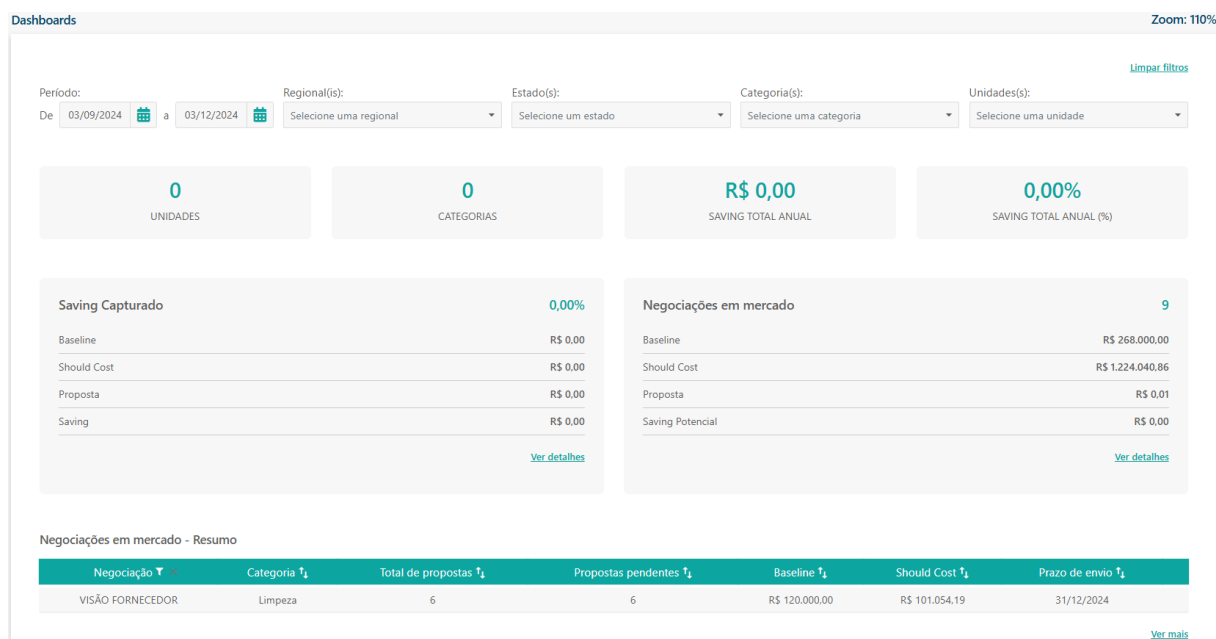 Dashboards Zoom: 110%
Limpar filtros
Período: Regional(is): Estado(s): Categoria(s): Unidades(s):
De 03/09/2024 a 03/12/2024 Selecione uma regional Selecione um estado Selecione uma categoria Selecione uma unidade
0 0 R$ 0,00 0,00%
UNIDADES CATEGORIAS SAVING TOTAL ANUAL SAVING TOTAL ANUAL (%)
Saving Capturado 0,00%
Baseline R$ 0,00
Should Cost R$ 0,00
Proposta R$ 0,00
Saving R$ 0,00
Ver detalhes
Negociações em mercado 9
Baseline R$ 268.000,00
Should Cost R$ 1.224.040,86
Proposta R$ 0,01
Saving Potencial R$ 0,00
Ver detalhes
Negociações em mercado - Resumo
Negociação Categoria Total de propostas Propostas pendentes Baseline Should Cost Prazo de envio
VISÃO FORNECEDOR Limpeza 6 6 R$ 120.000,00 R$ 101.054,19 31/12/2024
Ver mais